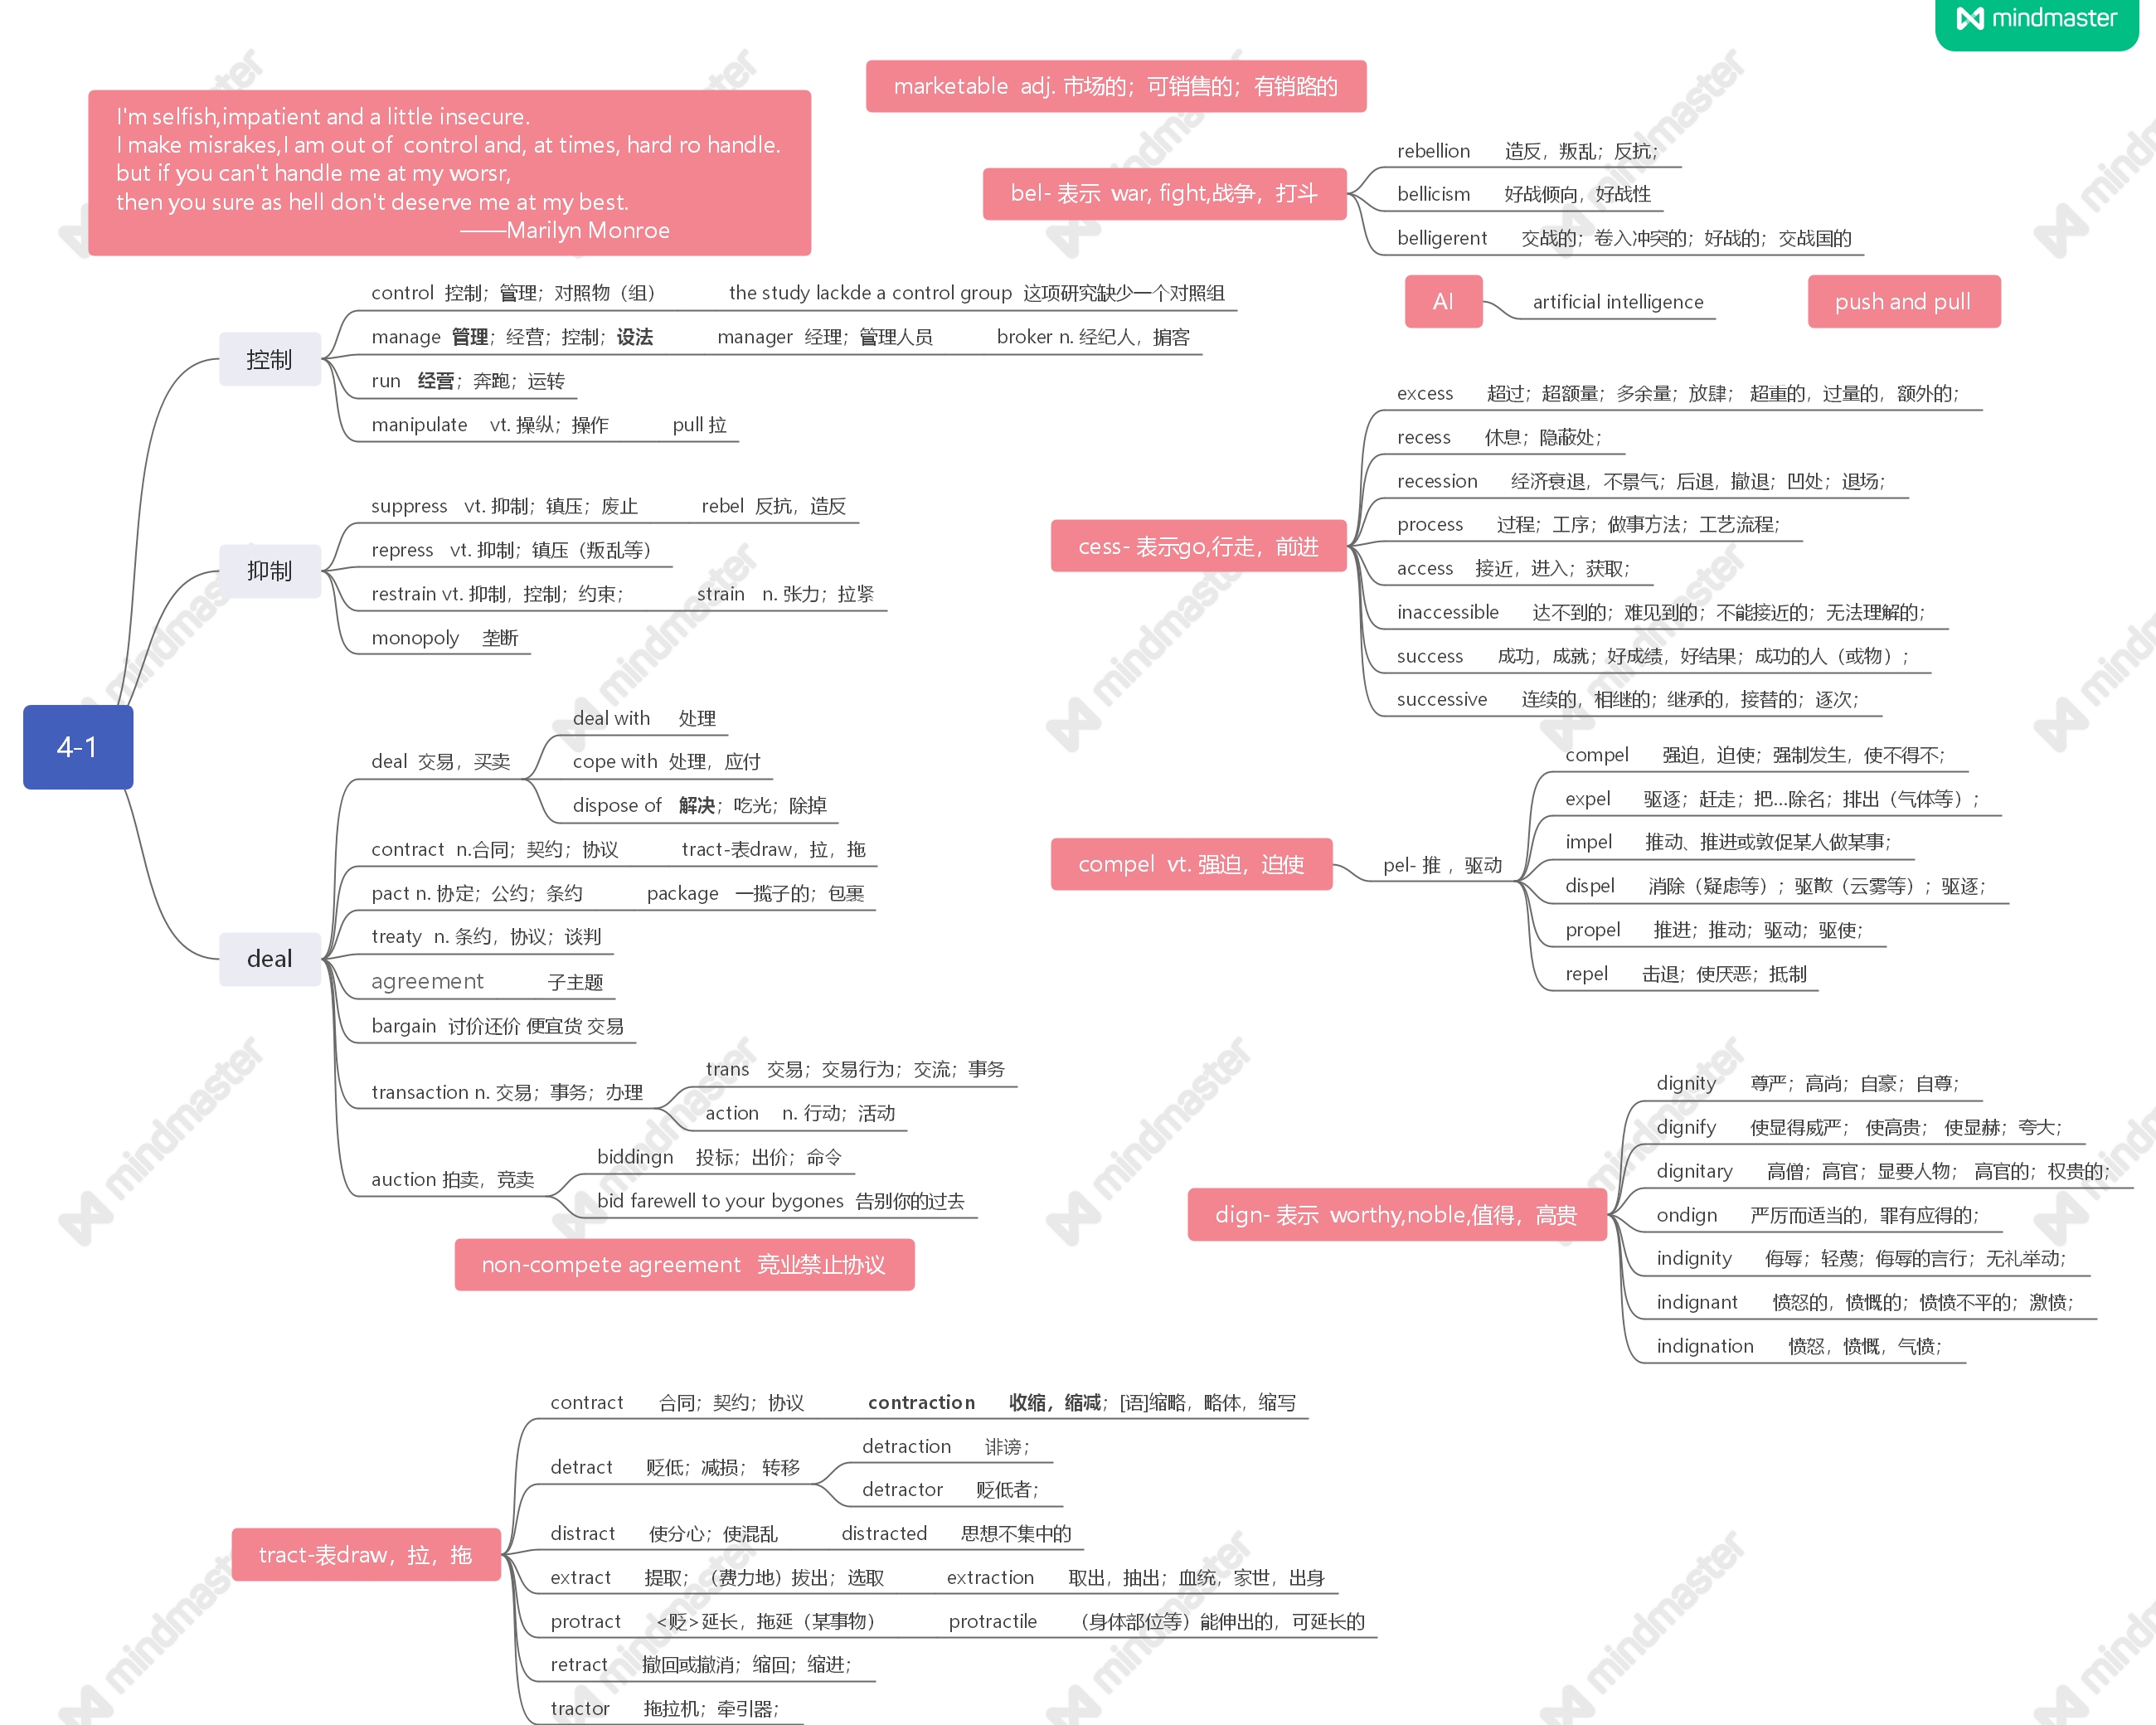 mindmaster
marketable  adj. 市场的；可销售的；有销路的
I'm selfish,impatient and a little insecure.
I make misrakes,I am out of  control and, at times, hard ro handle.
but if you can't handle me at my worsr,
then you sure as hell don't deserve me at my best.
——Marilyn Monroe
bel- 表示  war, fight,战争，打斗
rebellion  造反，叛乱；反抗；
bellicism  好战倾向，好战性
belligerent  交战的；卷入冲突的；好战的；交战国的
AI
artificial intelligence
push and pull
4-1
控制
control  控制；管理；对照物（组）  the study lackde a control group  这项研究缺少一个对照组
manage  管理；经营；控制；设法  manager  经理；管理人员  broker n. 经纪人，掮客
run  经营；奔跑；运转
manipulate  vt. 操纵；操作  pull 拉
抑制
suppress  vt. 抑制；镇压；废止  rebel  反抗，造反
repress  vt. 抑制；镇压（叛乱等）
restrain vt. 抑制，控制；约束；  strain  n. 张力；拉紧
monopoly  垄断
deal
deal  交易，买卖
deal with  处理
cope with  处理，应付
dispose of  解决；吃光；除掉
contract  n.合同；契约；协议  tract-表draw，拉，拖
pact n. 协定；公约；条约  package  一揽子的；包裹
treaty  n. 条约，协议；谈判
agreement  子主题
bargain  讨价还价 便宜货 交易
transaction n. 交易；事务；办理
trans  交易；交易行为；交流；事务
action  n. 行动；活动
auction 拍卖，竞卖
biddingn  投标；出价；命令
bid farewell to your bygones  告别你的过去
non-compete agreement  竞业禁止协议
cess- 表示go,行走，前进
excess  超过；超额量；多余量；放肆； 超重的，过量的，额外的；
recess  休息；隐蔽处；
recession  经济衰退，不景气；后退，撤退；凹处；退场；
process  过程；工序；做事方法；工艺流程；
access  接近，进入；获取；
inaccessible  达不到的；难见到的；不能接近的；无法理解的；
success  成功，成就；好成绩，好结果；成功的人（或物）；
successive  连续的，相继的；继承的，接替的；逐次；
compel  vt. 强迫，迫使
pel- 推 ，驱动
compel  强迫，迫使；强制发生，使不得不；
expel  驱逐；赶走；把...除名；排出（气体等）；
impel  推动、推进或敦促某人做某事；
dispel  消除（疑虑等）；驱散（云雾等）；驱逐；
propel  推进；推动；驱动；驱使；
repel  击退；使厌恶；抵制
dign- 表示  worthy,noble,值得，高贵
dignity  尊严；高尚；自豪；自尊；
dignify  使显得威严； 使高贵； 使显赫；夸大；
dignitary  高僧；高官；显要人物； 高官的；权贵的；
ondign  严厉而适当的，罪有应得的；
indignity  侮辱；轻蔑；侮辱的言行；无礼举动；
indignant  愤怒的，愤慨的；愤愤不平的；激愤；
indignation  愤怒，愤慨，气愤；
tract-表draw，拉，拖
contract  合同；契约；协议  contraction  收缩，缩减；[语]缩略，略体，缩写
detract  贬低；减损； 转移
detraction  诽谤；
detractor  贬低者；
distract  使分心；使混乱  distracted  思想不集中的
extract  提取；（费力地）拔出；选取  extraction  取出，抽出；血统，家世，出身
protract  <贬>延长，拖延（某事物）  protractile  （身体部位等）能伸出的，可延长的
retract  撤回或撤消；缩回；缩进；
tractor  拖拉机；牵引器；